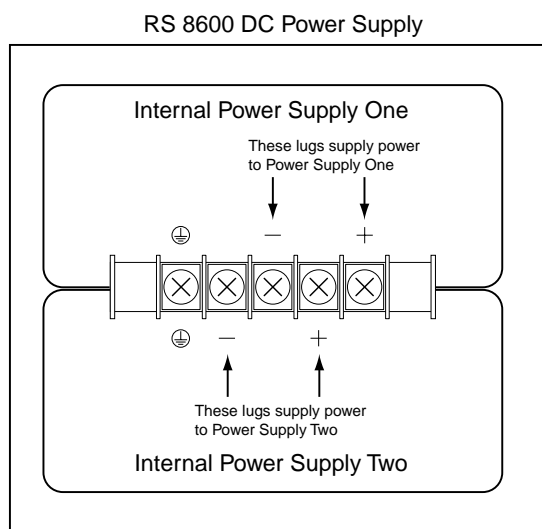 RS 8600 DC Power Supply
Internal Power Supply One
These lugs supply power
to Power Supply One
− +
− +
These lugs supply power
to Power Supply Two
Internal Power Supply Two